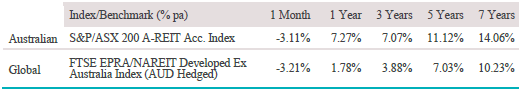 Index/Benchmark (% pa) 1 Month 1 Year 3 Years 5 Years 7 Years
Australian S&P/ASX 200 A-REIT Acc. Index -3.11% 7.27% 7.07% 11.12% 14.06%
Global FTSE EPRA/NAREIT Developed Ex Australia Index (AUD Hedged) -3.21% 1.78% 3.88% 7.03% 10.23%